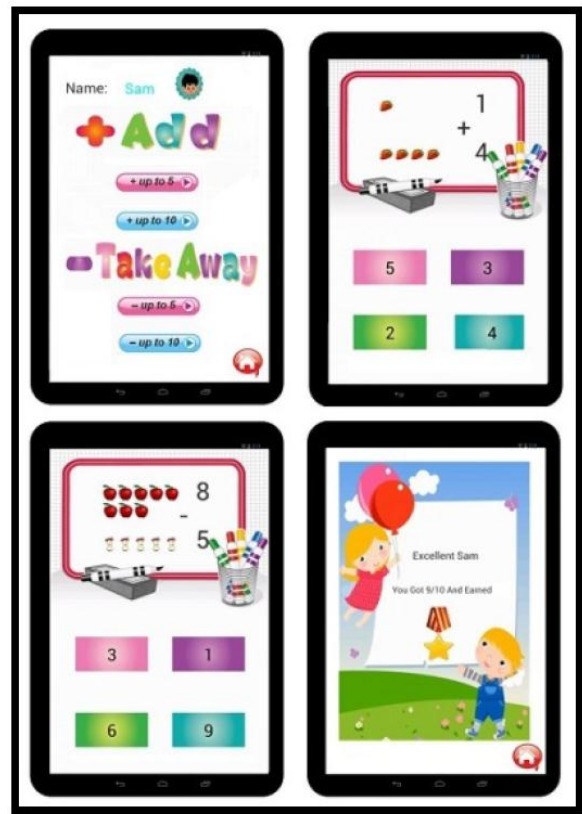 Name: Sam
+Add
+ up to 5
+ up to 10
-Take Away
– up to 5
– up to 10
1
+
4
5 3
2 4
8
-
5
3 1
6 9
Excellent Sam
You Got 9/10 And Earned